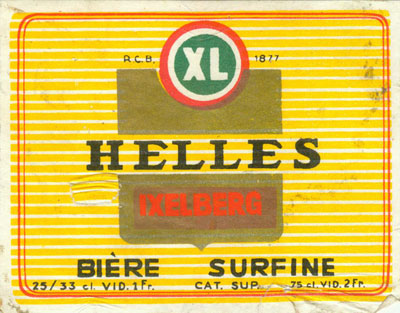 XL
R.C.B. 1877
HELLES
IXELBERG
BIÈRE SURFINE
25/33 cl. VID. 1 Fr. CAT. SUP. 75 cl. VID. 2 Fr.